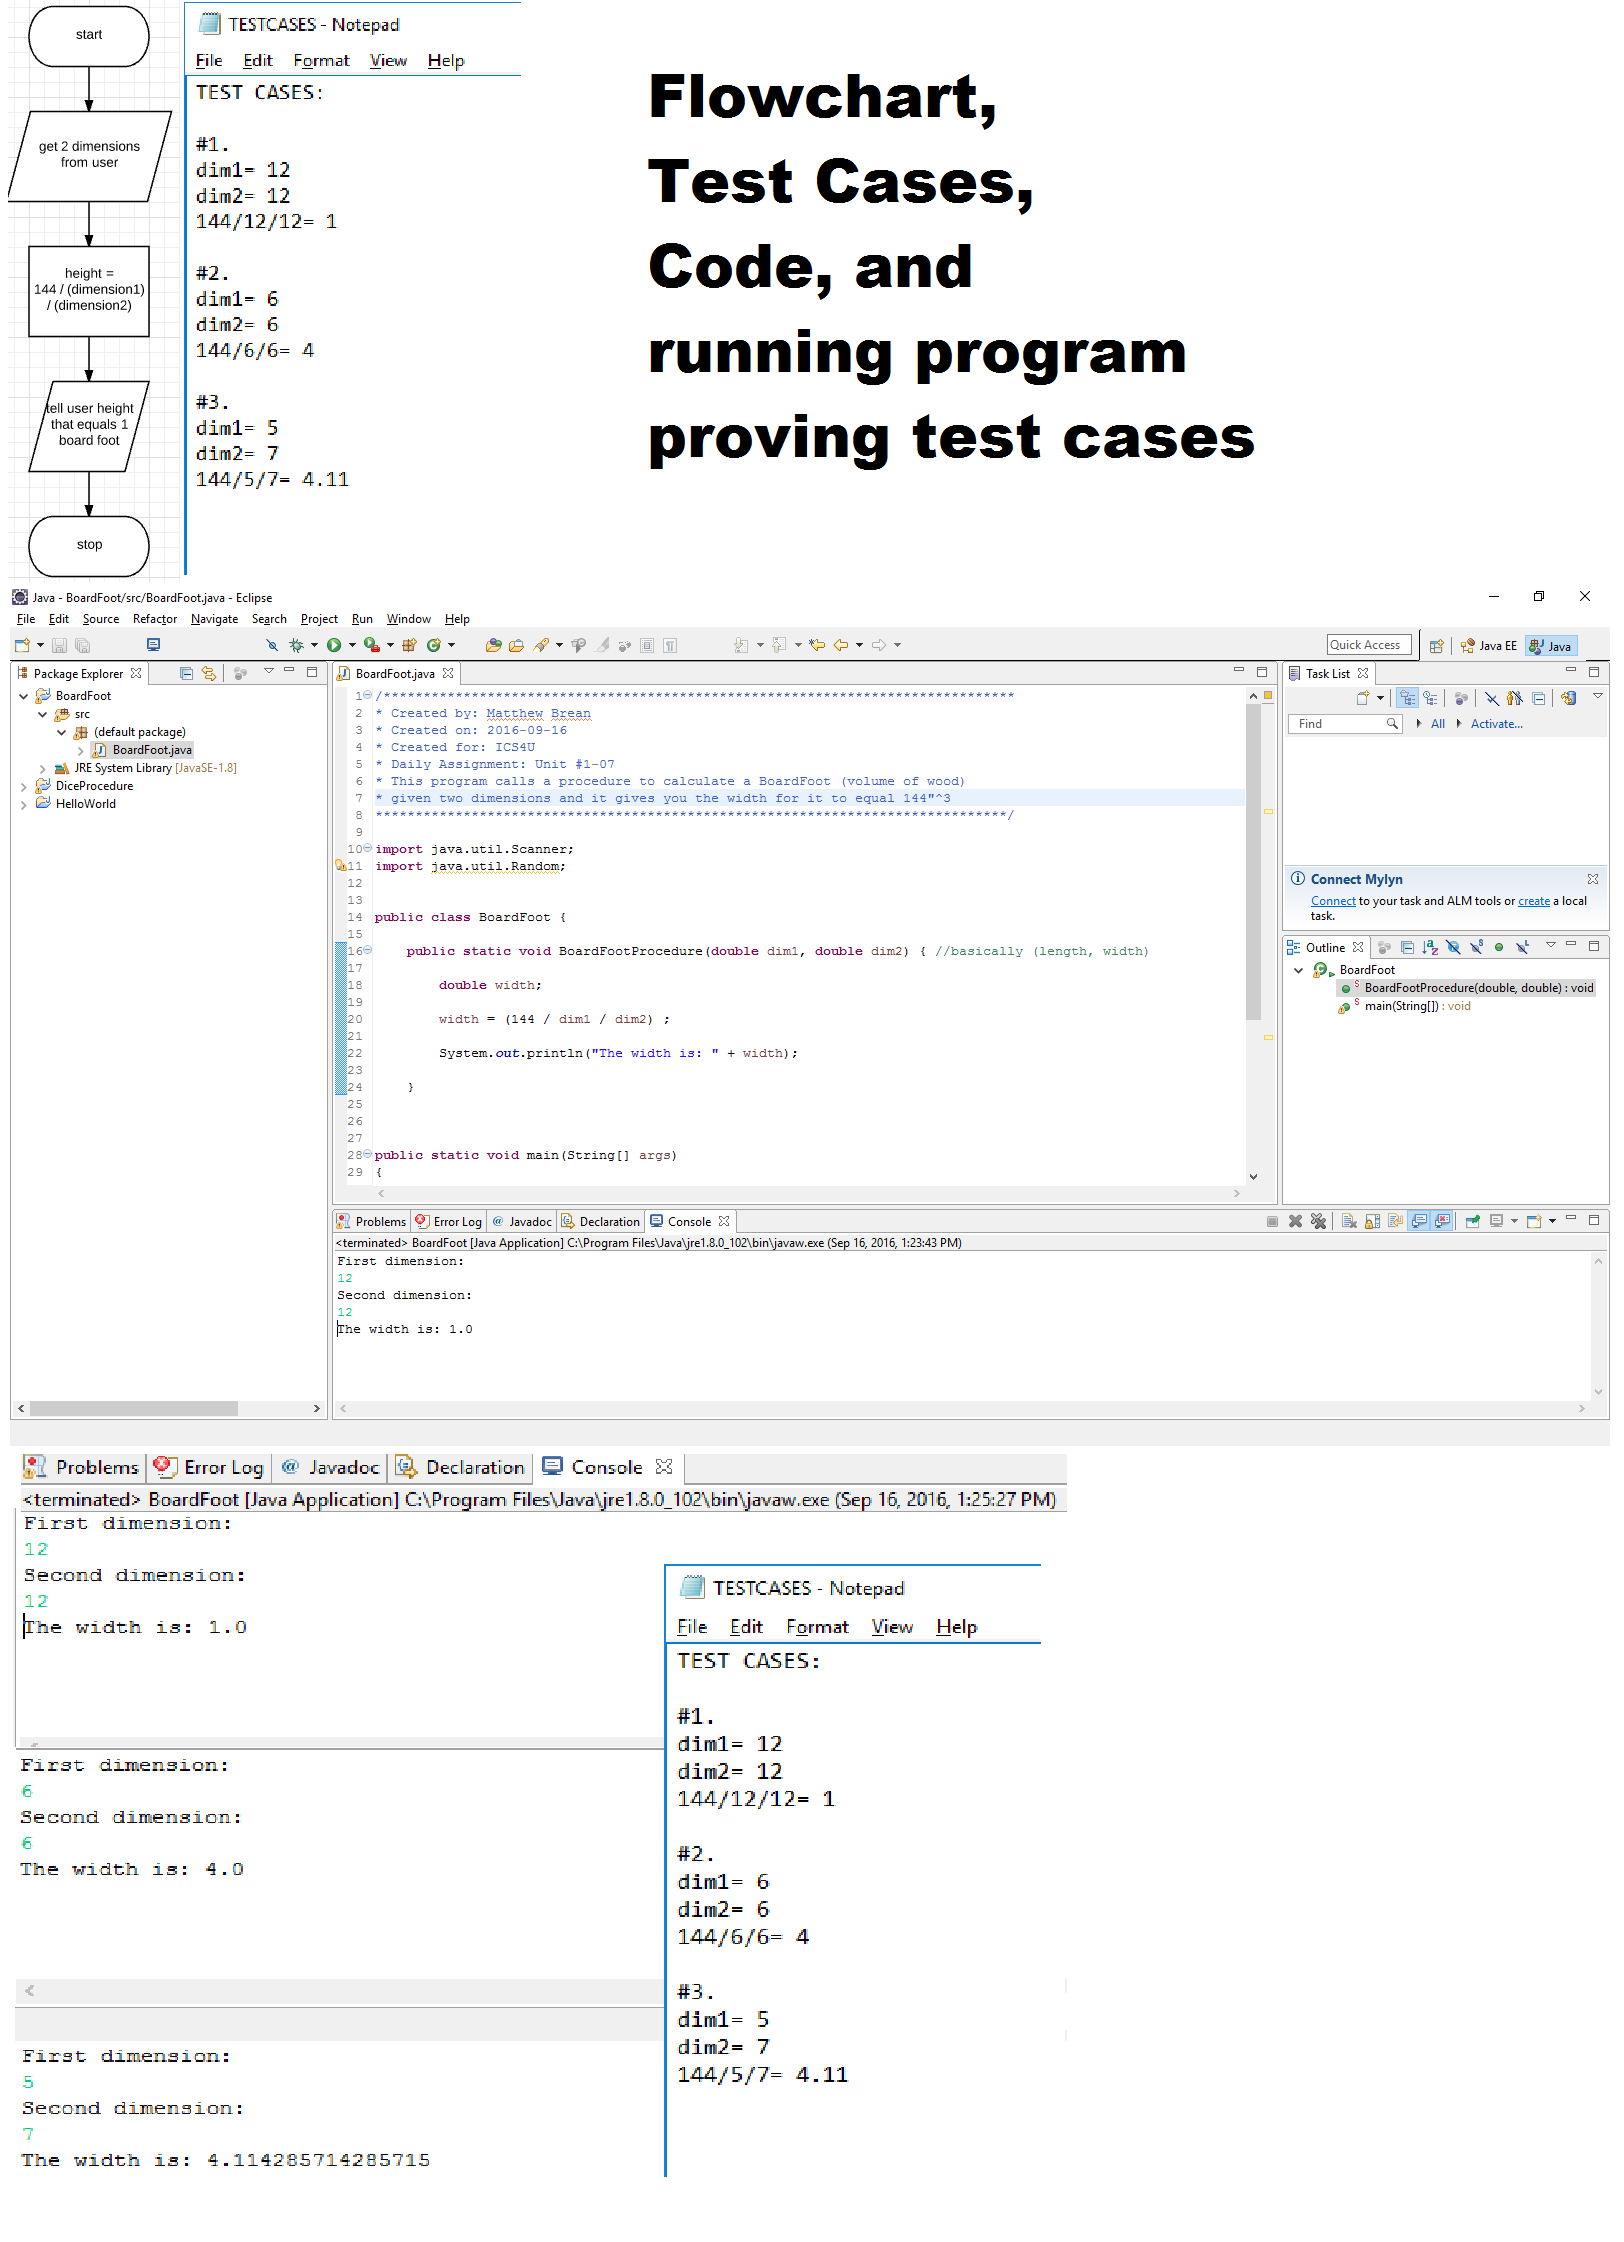 start
get 2 dimensions
from user
height =
144 / (dimension1)
/ (dimension2)
tell user height
that equals 1
board foot
stop
TESTCASES - Notepad
File Edit Format View Help
TEST CASES:
#1.
dim1= 12
dim2= 12
144/12/12= 1
#2.
dim1= 6
dim2= 6
144/6/6= 4
#3.
dim1= 5
dim2= 7
144/5/7= 4.11
Flowchart,
Test Cases,
Code, and
running program
proving test cases
Java - BoardFoot/src/BoardFoot.java - Eclipse
File Edit Source Refactor Navigate Search Project Run Window Help
Quick Access Java EE Java
Package Explorer
BoardFoot
src
(default package)
BoardFoot.java
JRE System Library [JavaSE-1.8]
DiceProcedure
HelloWorld
BoardFoot.java
1 /*******************************************************************************
2 * Created by: Matthew Brean
3 * Created on: 2016-09-16
4 * Created for: ICS4U
5 * Daily Assignment: Unit #1-07
6 * This program calls a procedure to calculate a BoardFoot (volume of wood)
7 * given two dimensions and it gives you the width for it to equal 144"^3
8 *******************************************************************************/
9
10 import java.util.Scanner;
11 import java.util.Random;
12
13
14 public class BoardFoot {
15
16 public static void BoardFootProcedure(double dim1, double dim2) { //basically (length, width)
17
18 double width;
19
20 width = (144 / dim1 / dim2) ;
21
22 System.out.println("The width is: " + width);
23
24 }
25
26
27
28 public static void main(String[] args)
29 {
Task List
Find All Activate...
Connect Mylyn
Connect to your task and ALM tools or create a local
task.
Outline
BoardFoot
BoardFootProcedure(double, double) : void
main(String[]) : void
Problems Error Log Javadoc Declaration Console
<terminated> BoardFoot [Java Application] C:\Program Files\Java\jre1.8.0_102\bin\javaw.exe (Sep 16, 2016, 1:23:43 PM)
First dimension:
12
Second dimension:
12
The width is: 1.0
Problems Error Log Javadoc Declaration Console
<terminated> BoardFoot [Java Application] C:\Program Files\Java\jre1.8.0_102\bin\javaw.exe (Sep 16, 2016, 1:25:27 PM)
First dimension:
12
Second dimension:
12
The width is: 1.0
First dimension:
6
Second dimension:
6
The width is: 4.0
First dimension:
5
Second dimension:
7
The width is: 4.114285714285715
TESTCASES - Notepad
File Edit Format View Help
TEST CASES:
#1.
dim1= 12
dim2= 12
144/12/12= 1
#2.
dim1= 6
dim2= 6
144/6/6= 4
#3.
dim1= 5
dim2= 7
144/5/7= 4.11